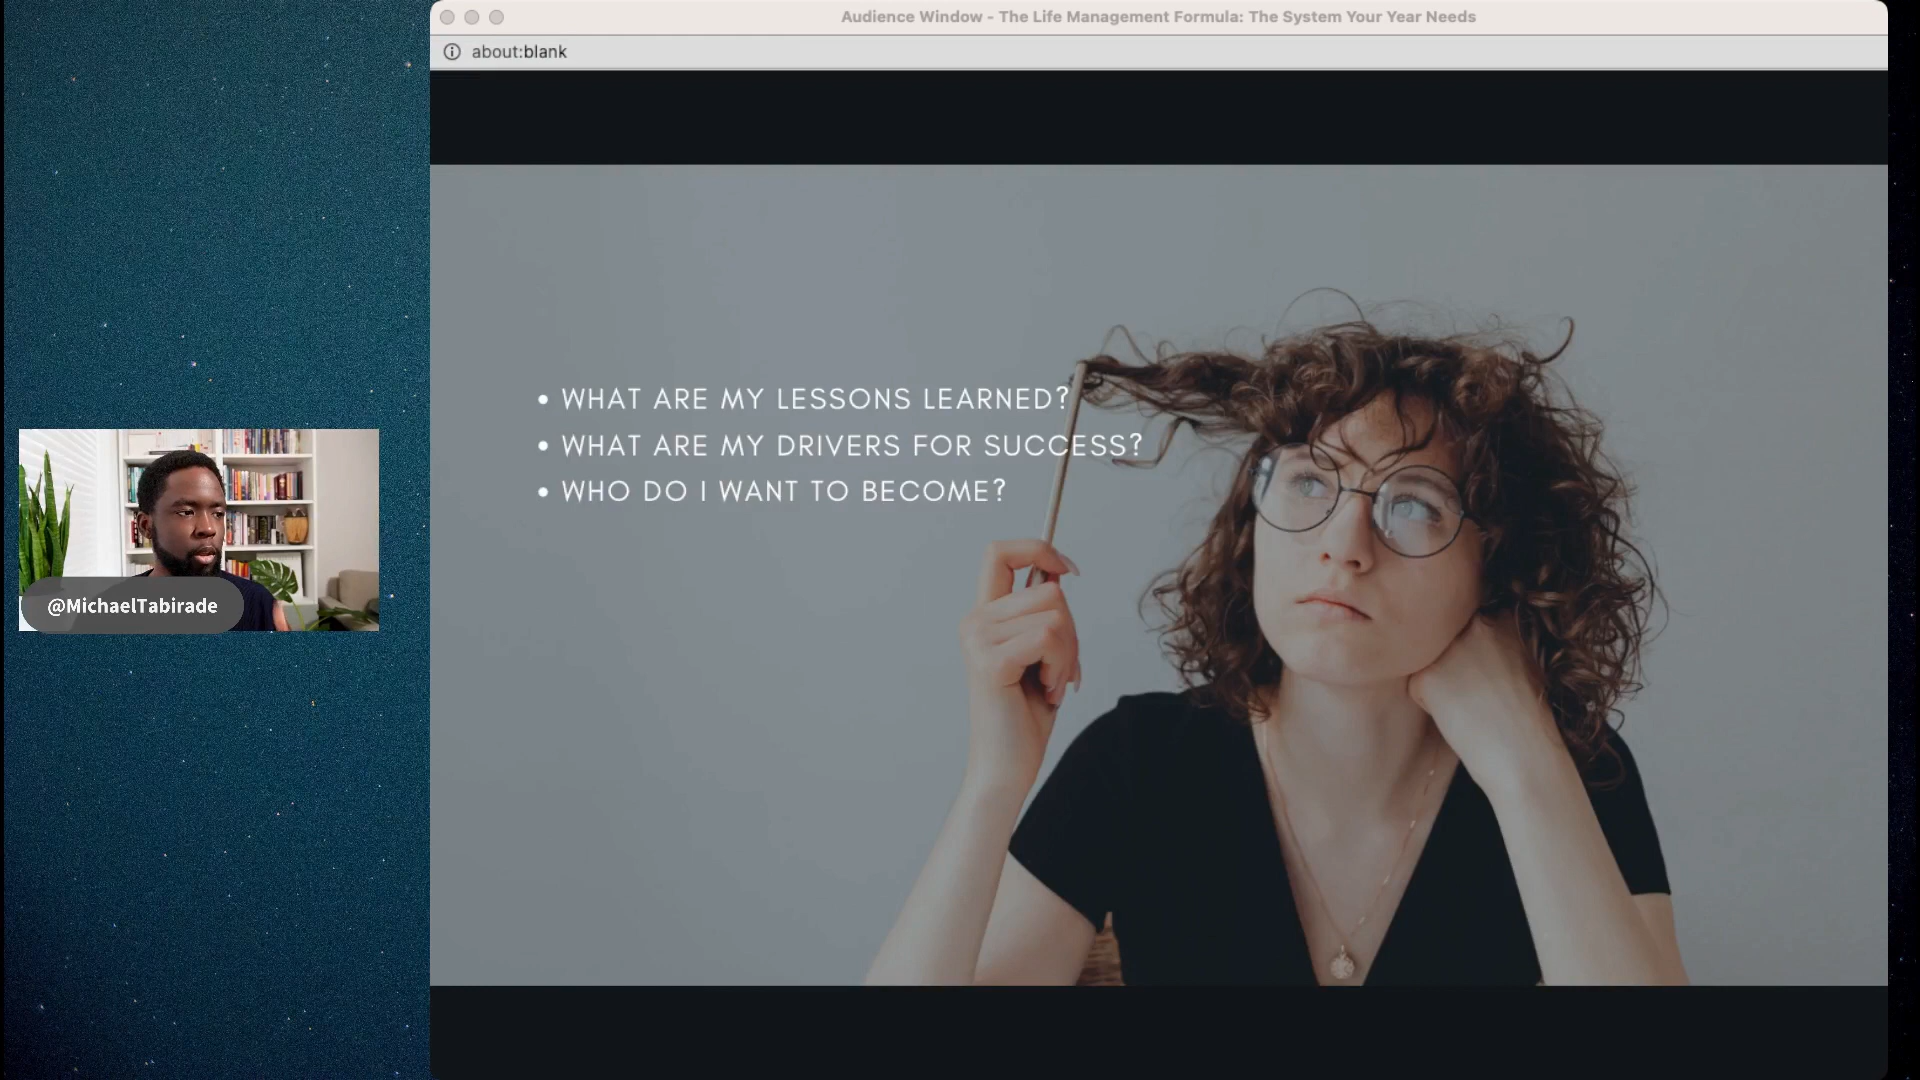 Audience Window - The Life Management Formula: The System Your Year Needs
about:blank
• WHAT ARE MY LESSONS LEARNED?
• WHAT ARE MY DRIVERS FOR SUCCESS?
• WHO DO I WANT TO BECOME?
@MichaelTabirade